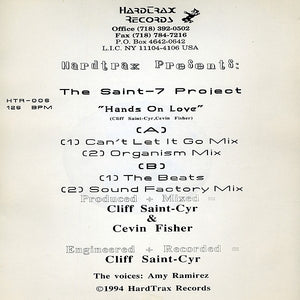 HARDTRAX
RECORDS
Office (718) 392-0502
Fax (718) 784-7216
P.O Box 4642-0642
L.I.C. NY 11104-4106 USA
Hardtrax Presents:
The Saint-7 Project
HTR-006
126 BPM
"Hands On Love"
(Cliff Saint-Cyr,Cevin Fisher)
(A)
(1) Can't Let It Go Mix
(2) Organism Mix
(B)
(1) The Beats
(2) Sound Factory Mix
Produced + Mixed =
Cliff Saint-Cyr
&
Cevin Fisher
Engineered + Recorded =
Cliff Saint-Cyr
The voices: Amy Ramirez
©1994 HardTrax Records